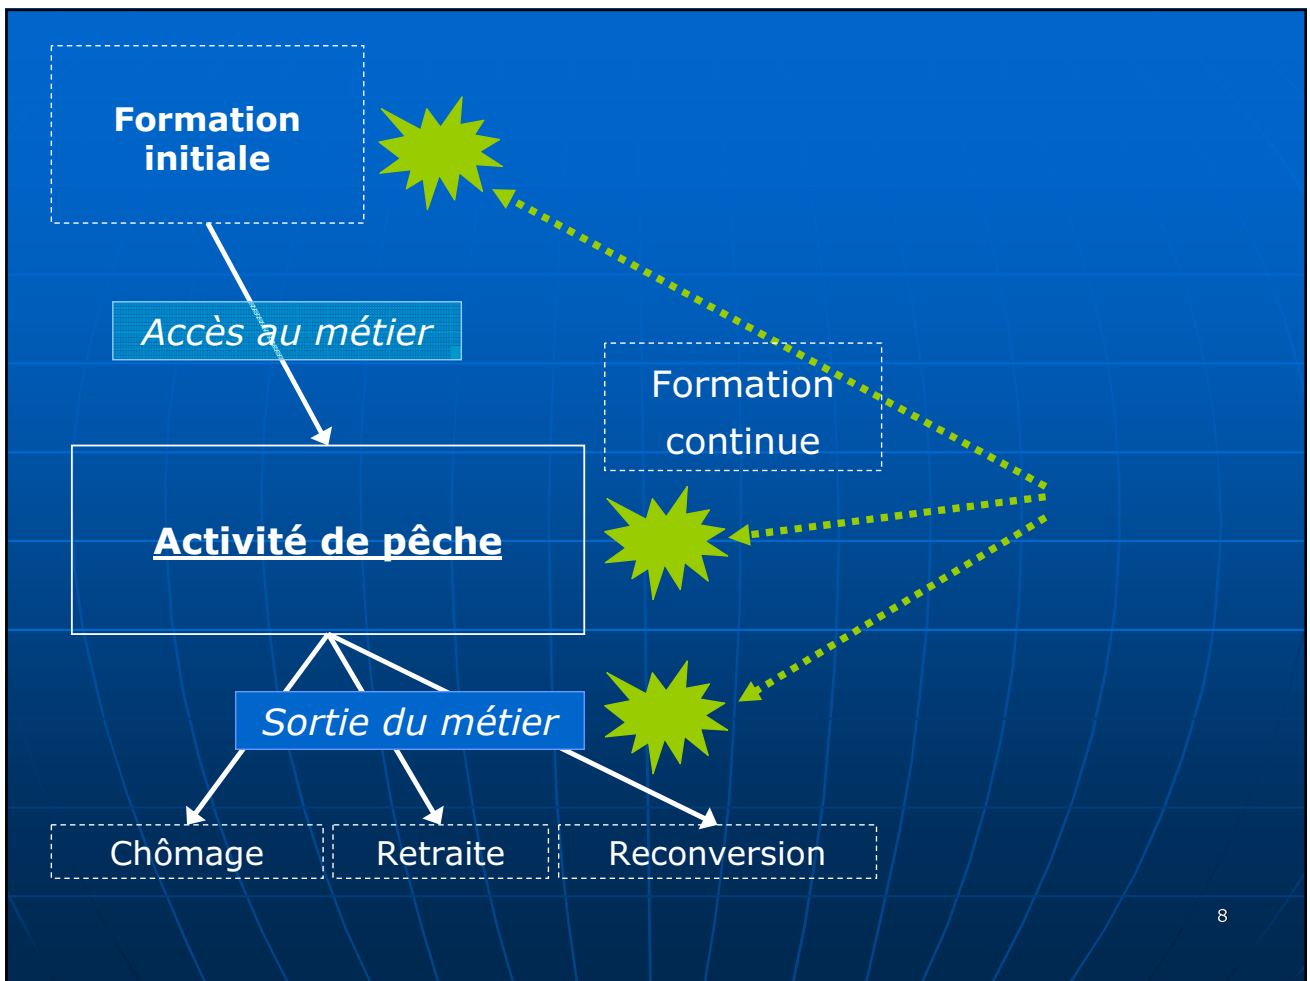 Formation
initiale
Accès au métier
Formation
continue
Activité de pêche
Sortie du métier
Chômage
Retraite
Reconversion
8